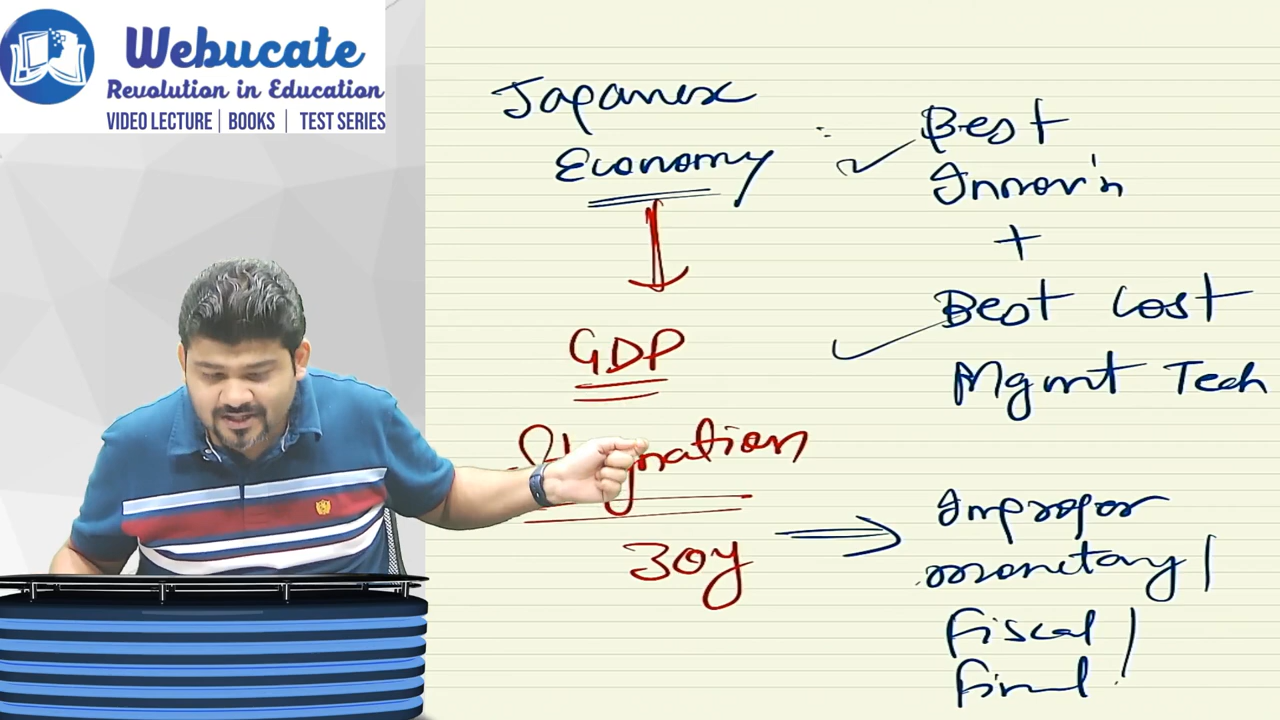 Webucate
Revolution in Education
VIDEO LECTURE | BOOKS | TEST SERIES
Japanese
Economy
GDP
30y
Best
Innov'n
+
Best Cost
Mgmt Tech
Improper
monetary /
Fiscal /